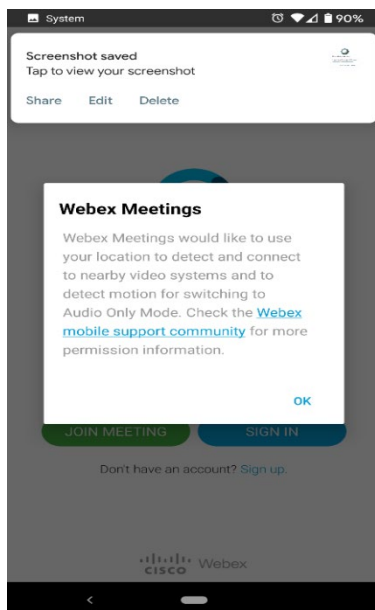 System 90%
Screenshot saved
Tap to view your screenshot
Share Edit Delete
Webex Meetings
Webex Meetings would like to use
your location to detect and connect
to nearby video systems and to
detect motion for switching to
Audio Only Mode. Check the Webex
mobile support community for more
permission information.
OK
JOIN MEETING SIGN IN
Don't have an account? Sign up.
cisco Webex